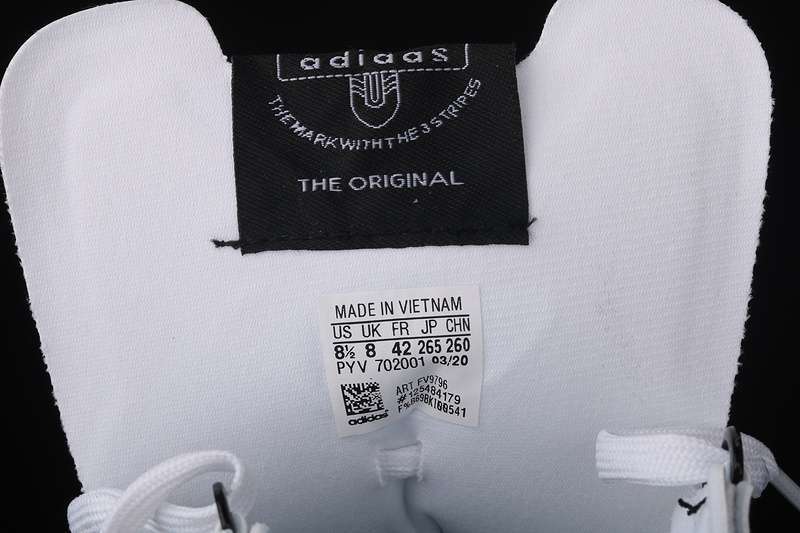 adidas
THE MARK WITH THE 3 STRIPES
THE ORIGINAL
MADE IN VIETNAM
US UK FR JP CHN
8½ 8 42 265 260
PYV 702001 03/20
ART FV9796
#125484179
adidas